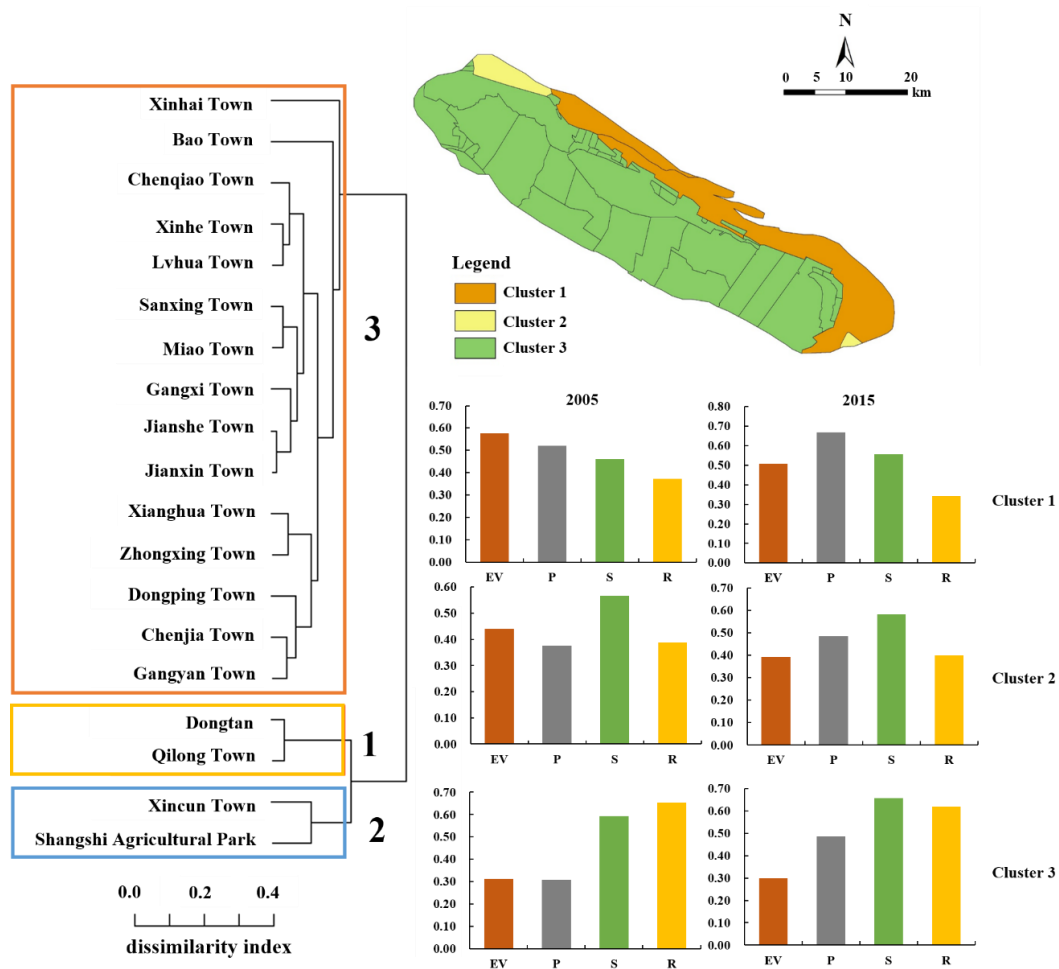 Xinhai Town
Bao Town
Chenqiao Town
Xinhe Town
Lvhua Town
Sanxing Town
Miao Town
Gangxi Town
Jianshe Town
Jianxin Town
Xianghua Town
Zhongxing Town
Dongping Town
Chenjia Town
Gangyan Town
3
Dongtan
Qilong Town
1
Xincun Town
Shangshi Agricultural Park
2
0.0 0.2 0.4
dissimilarity index
N
0 5 10 20
km
Legend
Cluster 1
Cluster 2
Cluster 3
2005
0.70
0.60
0.50
0.40
0.30
0.20
0.10
0.00
EV P S R
2015
0.80
0.70
0.60
0.50
0.40
0.30
0.20
0.10
0.00
EV P S R
Cluster 1
0.60
0.50
0.40
0.30
0.20
0.10
0.00
EV P S R
0.70
0.60
0.50
0.40
0.30
0.20
0.10
0.00
EV P S R
Cluster 2
0.70
0.60
0.50
0.40
0.30
0.20
0.10
0.00
EV P S R
0.70
0.60
0.50
0.40
0.30
0.20
0.10
0.00
EV P S R
Cluster 3